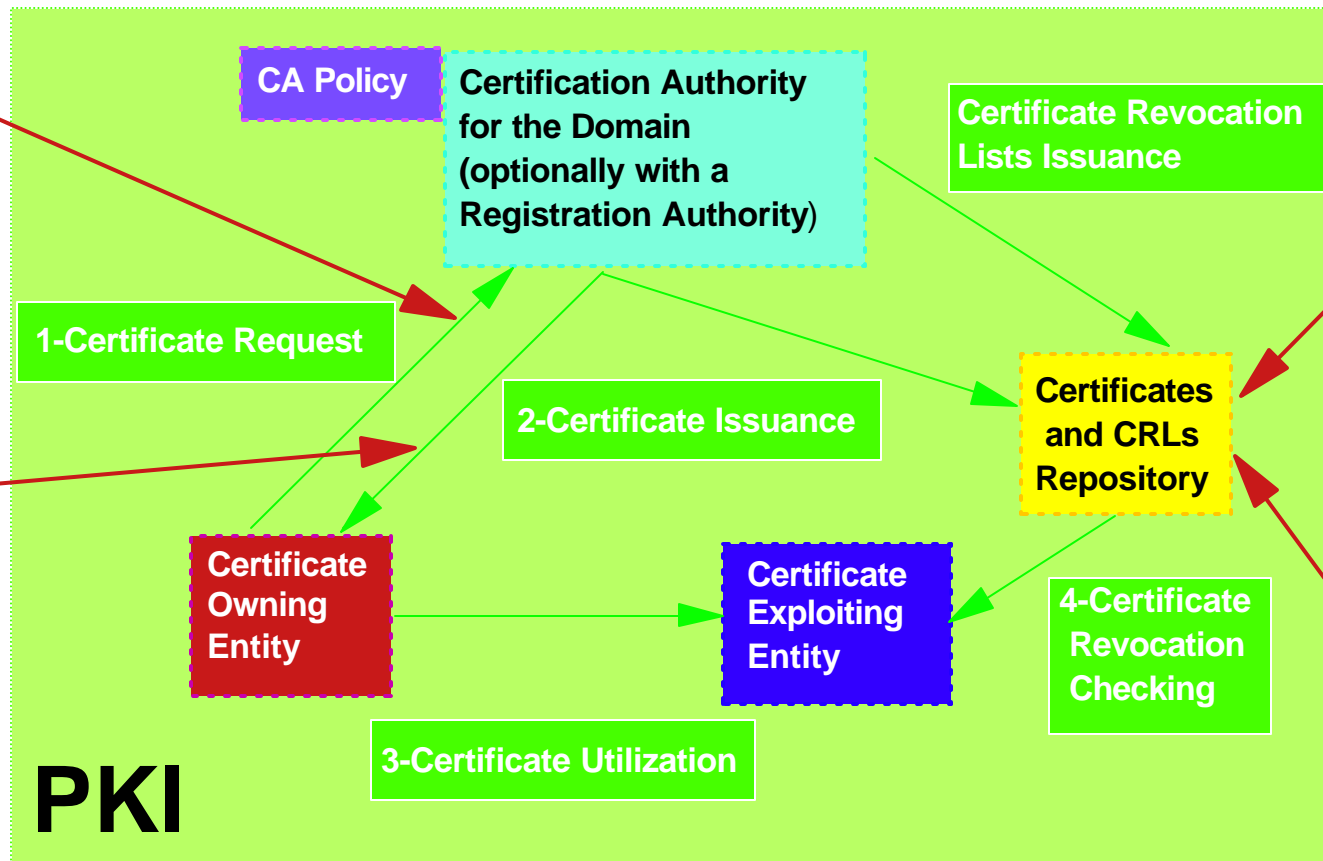 CA Policy
Certification Authority
for the Domain
(optionally with a
Registration Authority)
Certificate Revocation
Lists Issuance
1-Certificate Request
2-Certificate Issuance
Certificates
and CRLs
Repository
Certificate
Owning
Entity
Certificate
Exploiting
Entity
4-Certificate
Revocation
Checking
3-Certificate Utilization
PKI